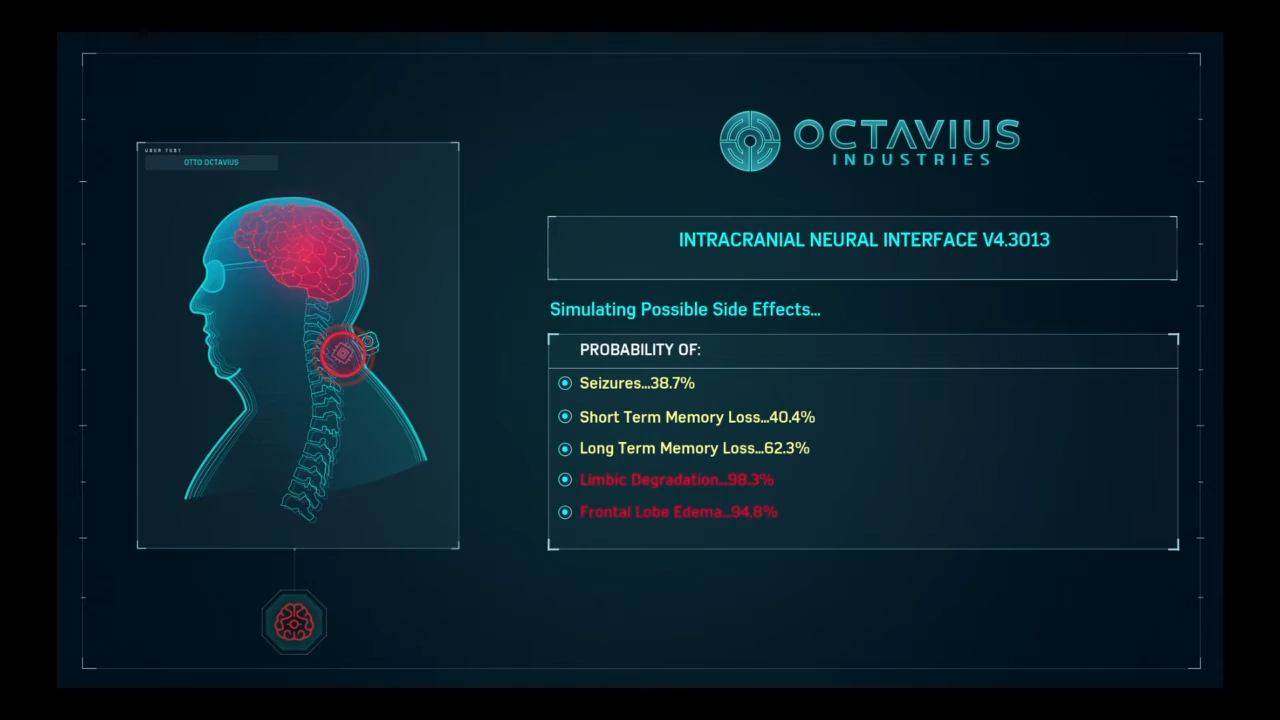 USER TEST
OTTO OCTAVIUS
OCTAVIUS
INDUSTRIES
INTRACRANIAL NEURAL INTERFACE V4.3013
Simulating Possible Side Effects...
PROBABILITY OF:
Seizures...38.7%
Short Term Memory Loss...40.4%
Long Term Memory Loss...62.3%
Limbic Degradation...98.3%
Frontal Lobe Edema...94.8%